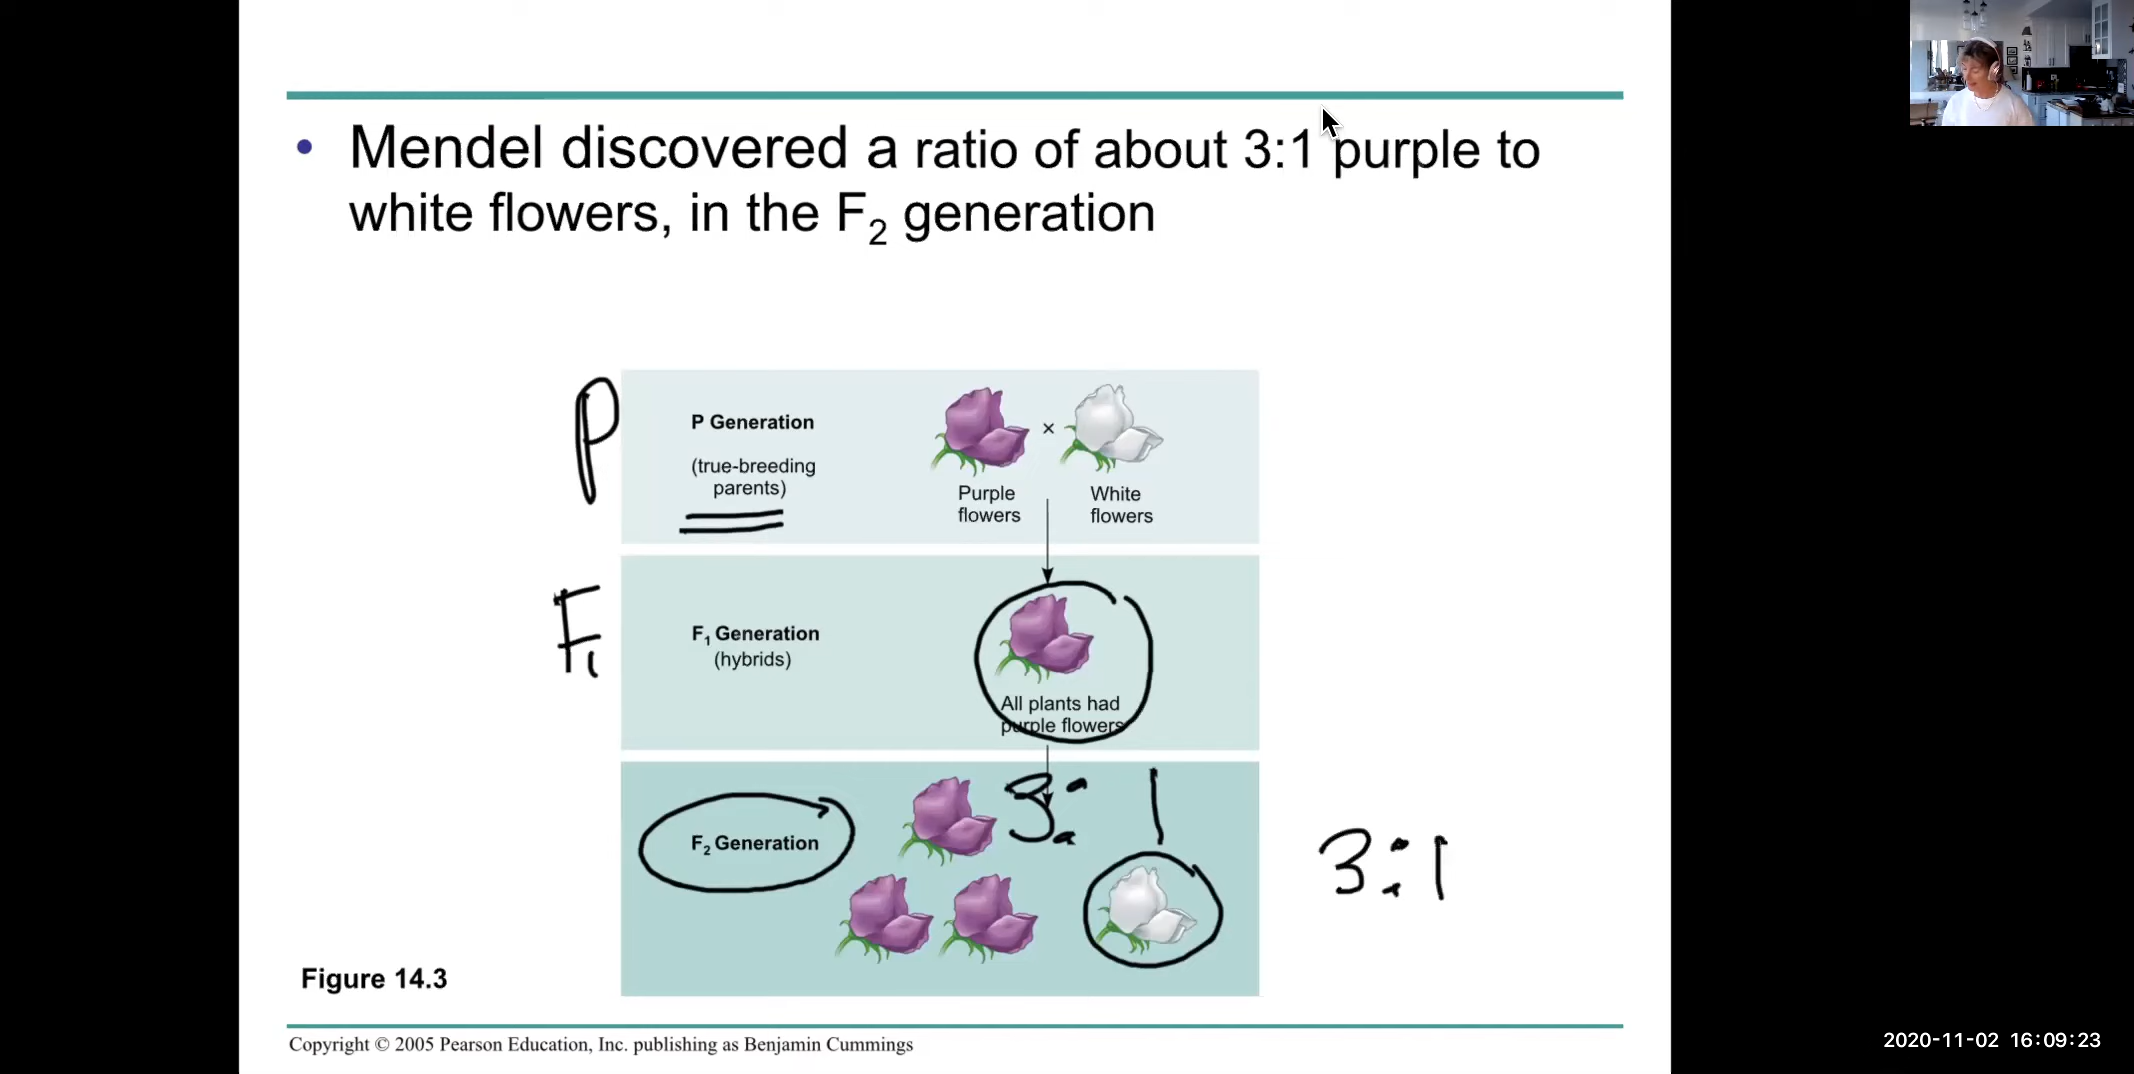 • Mendel discovered a ratio of about 3:1 purple to
white flowers, in the F2 generation
P
P Generation
(true-breeding
parents)
×
Purple
flowers
White
flowers
F1
F1 Generation
(hybrids)
All plants had
purple flowers
3:1
F2 Generation
3:1
Figure 14.3
Copyright © 2005 Pearson Education, Inc. publishing as Benjamin Cummings
2020-11-02 16:09:23